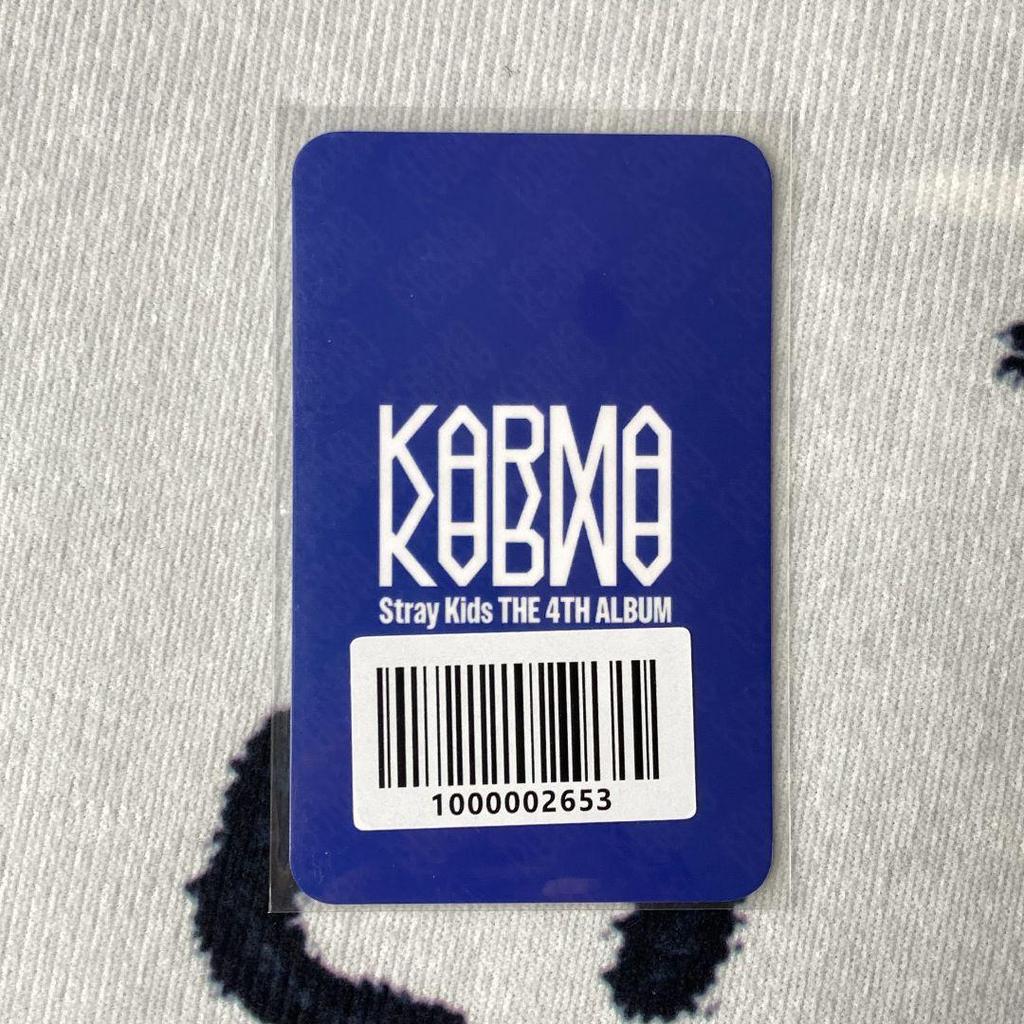 KARMA
Stray Kids THE 4TH ALBUM
1000002653